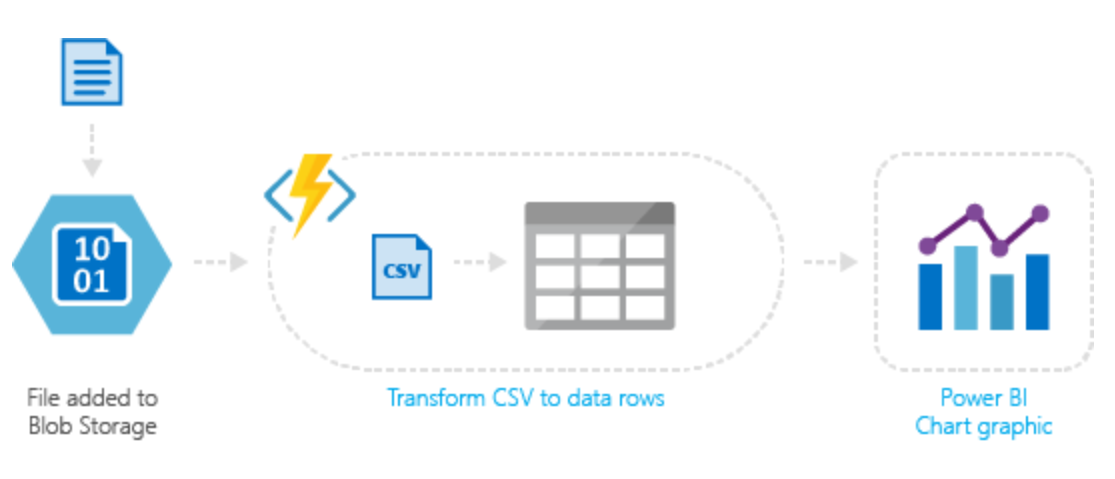 10
01
CSV
File added to
Blob Storage
Transform CSV to data rows
Power BI
Chart graphic